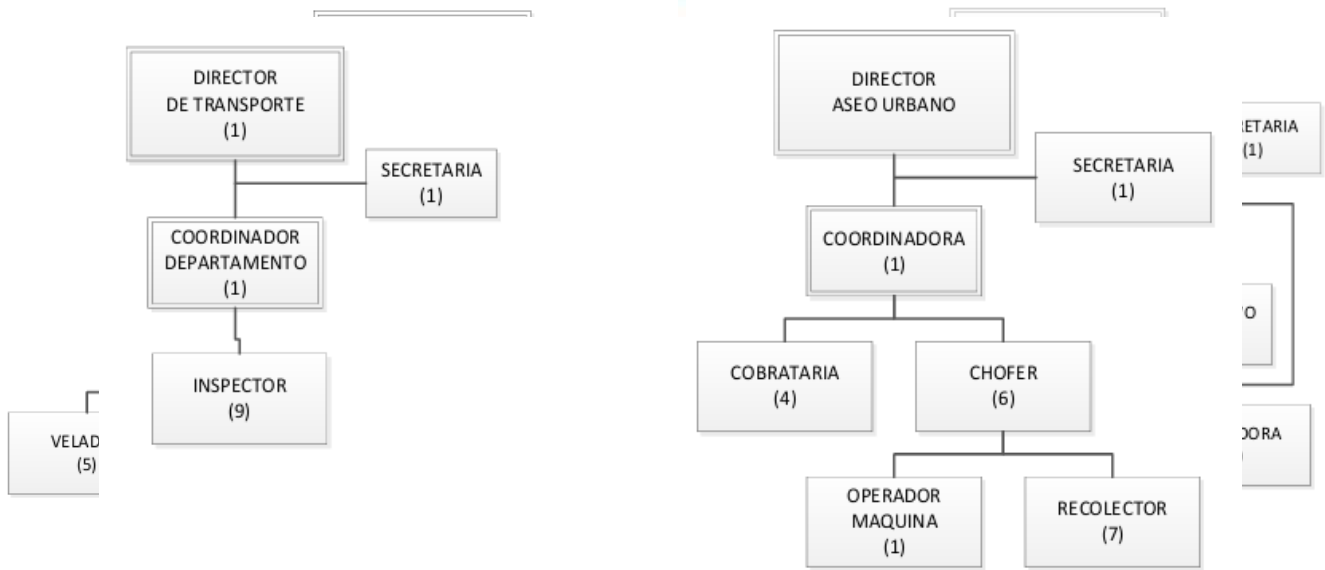 DIRECTOR
DE TRANSPORTE
(1)
SECRETARIA
(1)
COORDINADOR
DEPARTAMENTO
(1)
INSPECTOR
(9)
(5)
DIRECTOR
ASEO URBANO
SECRETARIA
(1)
COORDINADORA
(1)
COBRATARIA
(4)
CHOFER
(6)
OPERADOR
MAQUINA
(1)
RECOLECTOR
(7)
(1)